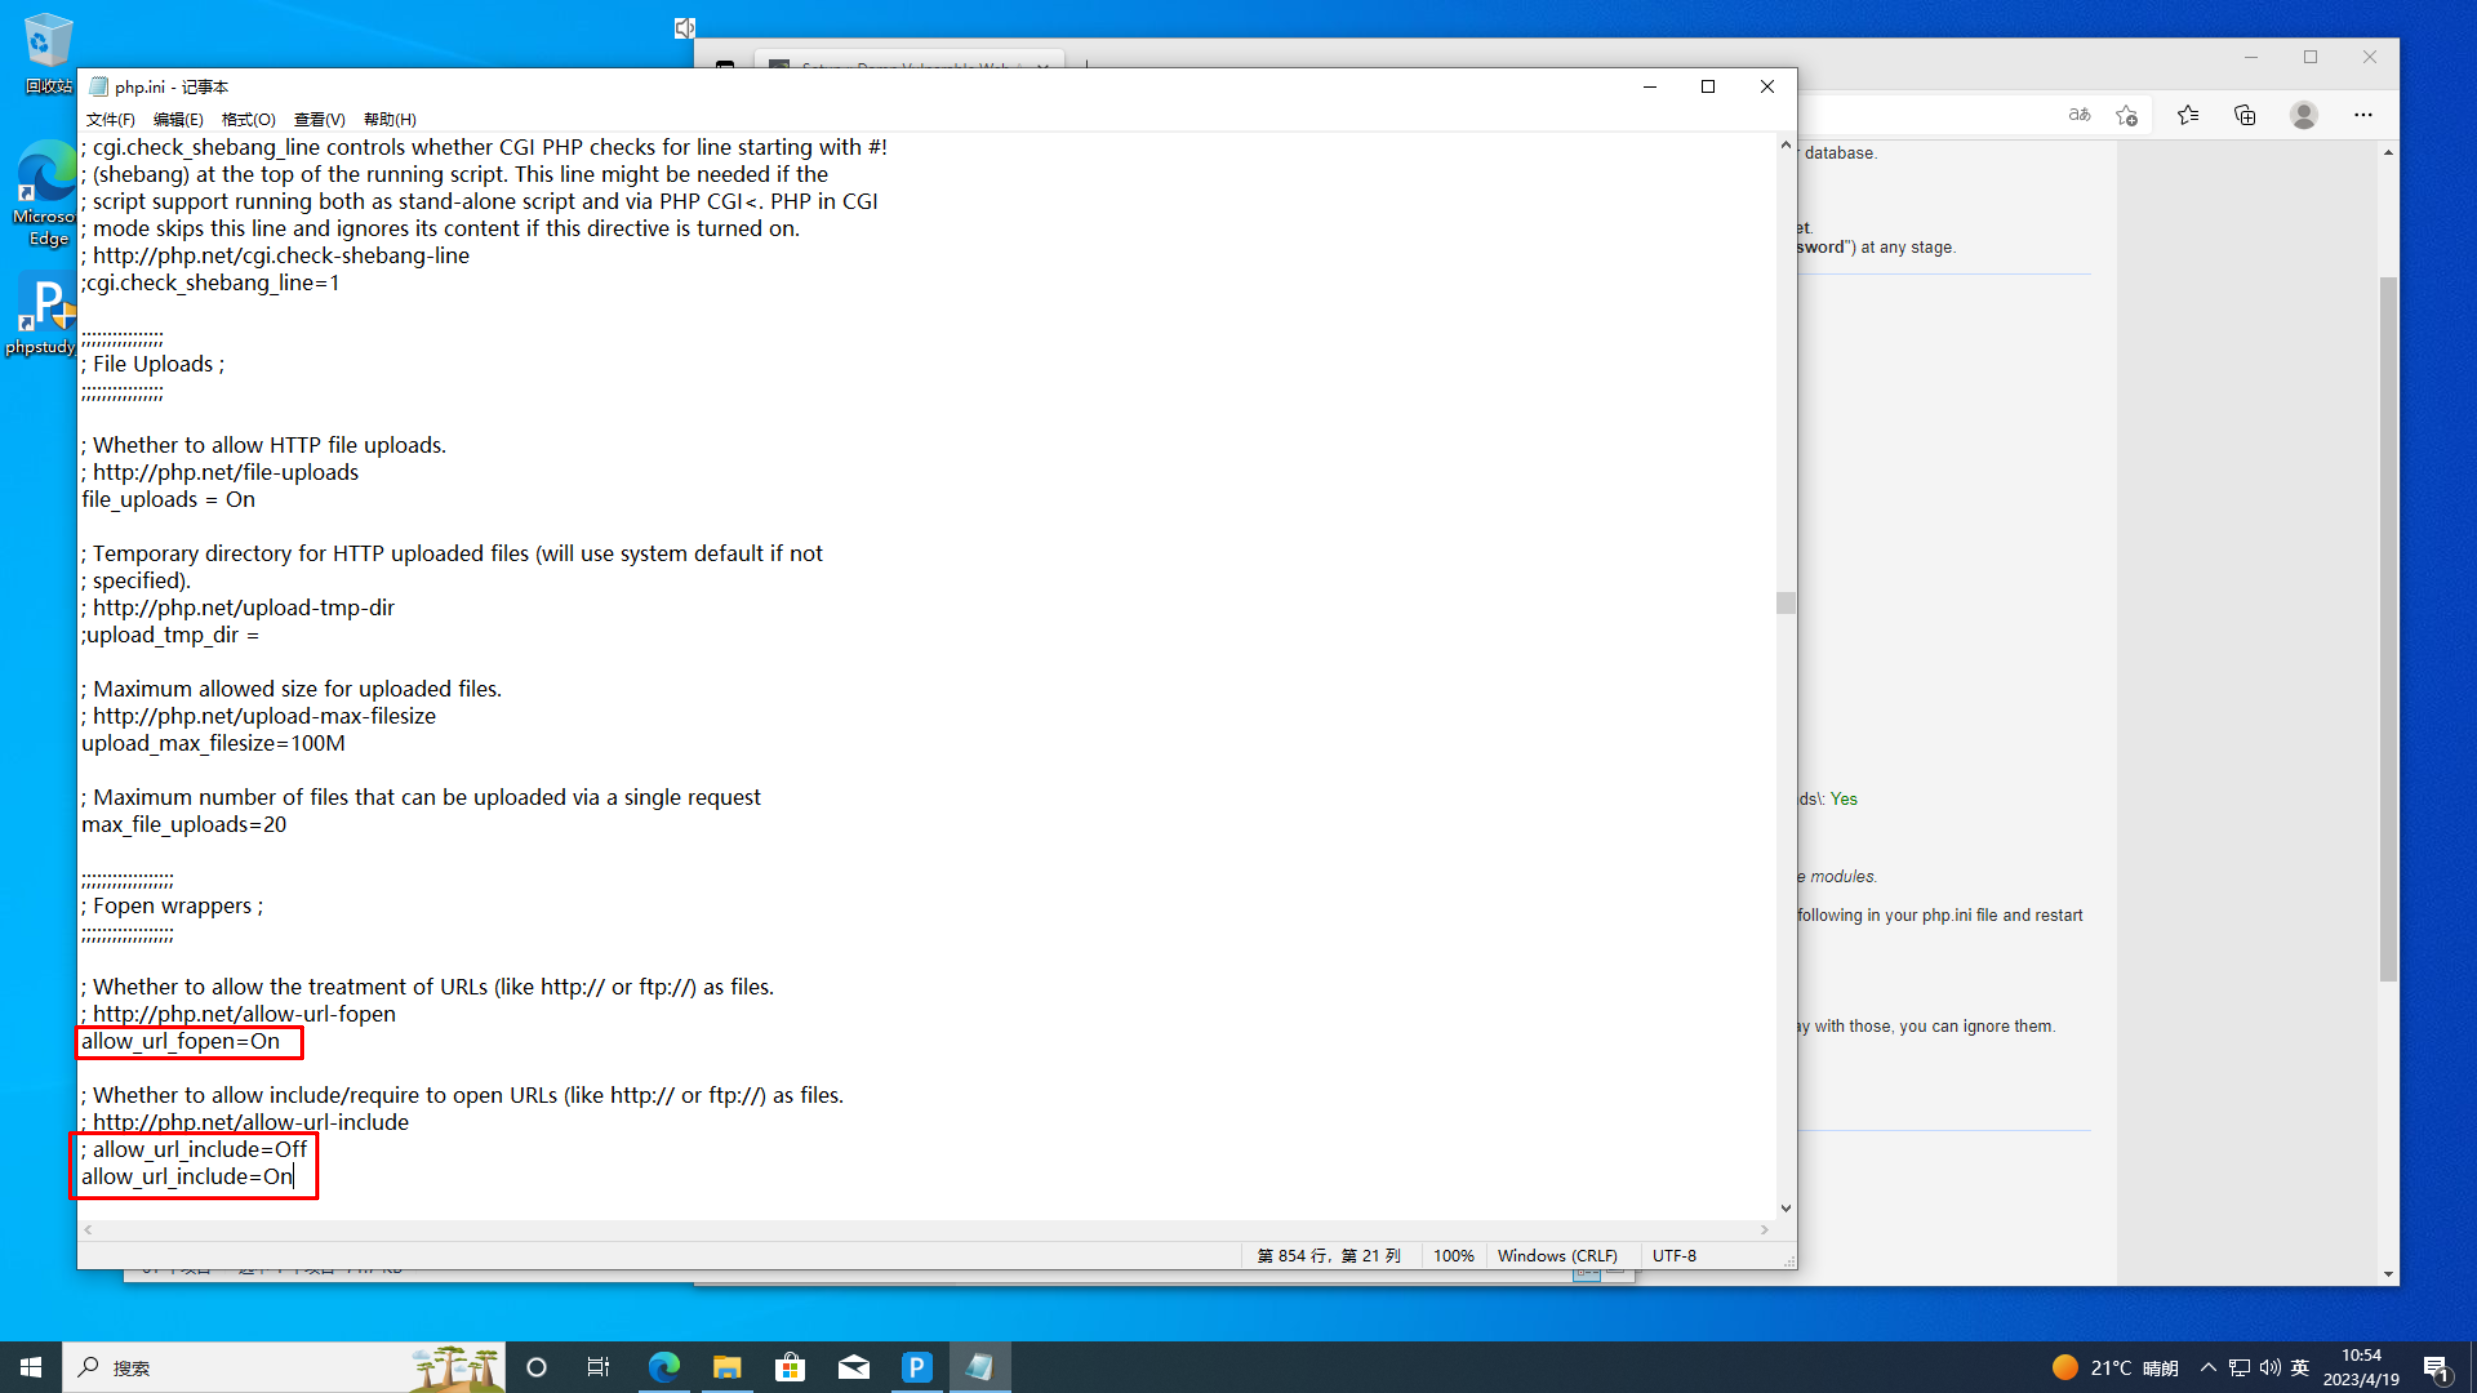 回收站
Microso
Edge
phpstudy
php.ini - 记事本
文件(F) 编辑(E) 格式(O) 查看(V) 帮助(H)
; cgi.check_shebang_line controls whether CGI PHP checks for line starting with #!
; (shebang) at the top of the running script. This line might be needed if the
; script support running both as stand-alone script and via PHP CGI<. PHP in CGI
; mode skips this line and ignores its content if this directive is turned on.
; http://php.net/cgi.check-shebang-line
;cgi.check_shebang_line=1
;;;;;;;;;;;;;;;;
; File Uploads ;
;;;;;;;;;;;;;;;;
; Whether to allow HTTP file uploads.
; http://php.net/file-uploads
file_uploads = On
; Temporary directory for HTTP uploaded files (will use system default if not
; specified).
; http://php.net/upload-tmp-dir
;upload_tmp_dir =
; Maximum allowed size for uploaded files.
; http://php.net/upload-max-filesize
upload_max_filesize=100M
; Maximum number of files that can be uploaded via a single request
max_file_uploads=20
;;;;;;;;;;;;;;;;;;
; Fopen wrappers ;
;;;;;;;;;;;;;;;;;;
; Whether to allow the treatment of URLs (like http:// or ftp://) as files.
; http://php.net/allow-url-fopen
allow_url_fopen=On
; Whether to allow include/require to open URLs (like http:// or ftp://) as files.
; http://php.net/allow-url-include
; allow_url_include=Off
allow_url_include=On
第 854 行，第 21 列 100% Windows (CRLF) UTF-8
aあ
database.
et.
sword") at any stage.
ds\: Yes
e modules.
following in your php.ini file and restart
ay with those, you can ignore them.
搜索
21°C 晴朗
英
10:54
2023/4/19
1